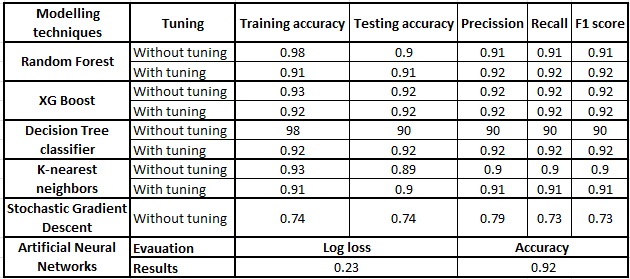 Modelling techniques Tuning Training accuracy Testing accuracy Precission Recall F1 score
Random Forest Without tuning 0.98 0.9 0.91 0.91 0.91
With tuning 0.91 0.91 0.92 0.92 0.92
XG Boost Without tuning 0.93 0.92 0.92 0.92 0.92
With tuning 0.92 0.92 0.92 0.92 0.92
Decision Tree classifier Without tuning 98 90 90 90 90
With tuning 0.92 0.92 0.92 0.92 0.92
K-nearest neighbors Without tuning 0.93 0.89 0.9 0.9 0.9
With tuning 0.91 0.9 0.91 0.91 0.91
Stochastic Gradient Descent Without tuning 0.74 0.74 0.79 0.73 0.73
Artificial Neural Networks Evauation Log loss Accuracy
Results 0.23 0.92